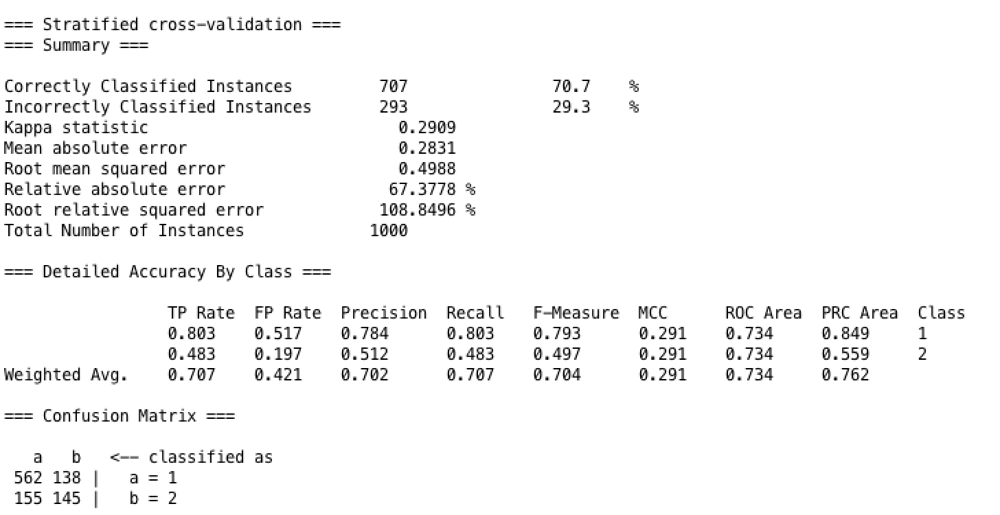 === Stratified cross-validation ===
=== Summary ===
Correctly Classified Instances         707               70.7    %
Incorrectly Classified Instances       293               29.3    %
Kappa statistic                          0.2909
Mean absolute error                      0.2831
Root mean squared error                  0.4988
Relative absolute error                 67.3778 %
Root relative squared error            108.8496 %
Total Number of Instances             1000
=== Detailed Accuracy By Class ===
                 TP Rate  FP Rate  Precision  Recall   F-Measure  MCC      ROC Area  PRC Area  Class
                 0.803    0.517    0.784      0.803    0.793      0.291    0.734     0.849     1
                 0.483    0.197    0.512      0.483    0.497      0.291    0.734     0.559     2
Weighted Avg.    0.707    0.421    0.702      0.707    0.704      0.291    0.734     0.762
=== Confusion Matrix ===
   a   b   <-- classified as
 562 138 |   a = 1
 155 145 |   b = 2